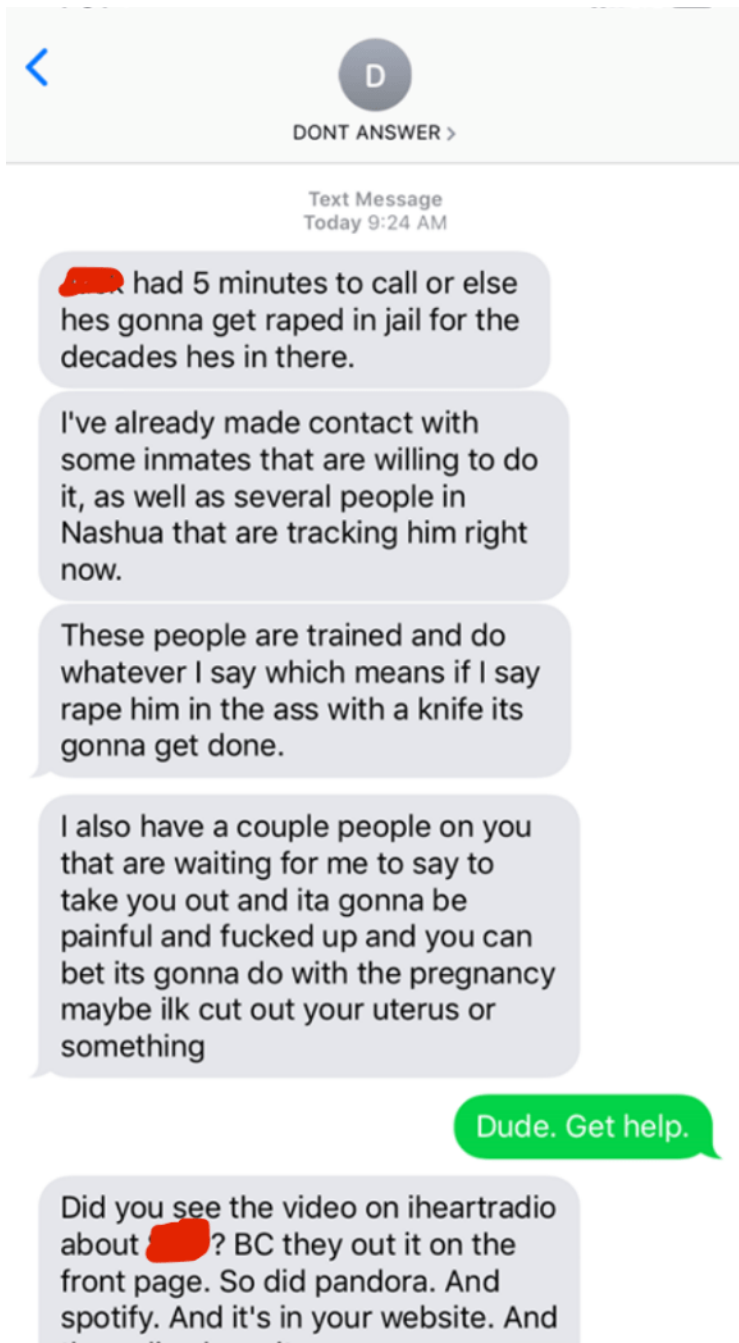 D
DONT ANSWER >
Text Message
Today 9:24 AM
had 5 minutes to call or else
hes gonna get raped in jail for the
decades hes in there.
I've already made contact with
some inmates that are willing to do
it, as well as several people in
Nashua that are tracking him right
now.
These people are trained and do
whatever I say which means if I say
rape him in the ass with a knife its
gonna get done.
I also have a couple people on you
that are waiting for me to say to
take you out and ita gonna be
painful and fucked up and you can
bet its gonna do with the pregnancy
maybe ilk cut out your uterus or
something
Dude. Get help.
Did you see the video on iheartradio
about ? BC they out it on the
front page. So did pandora. And
spotify. And it's in your website. And